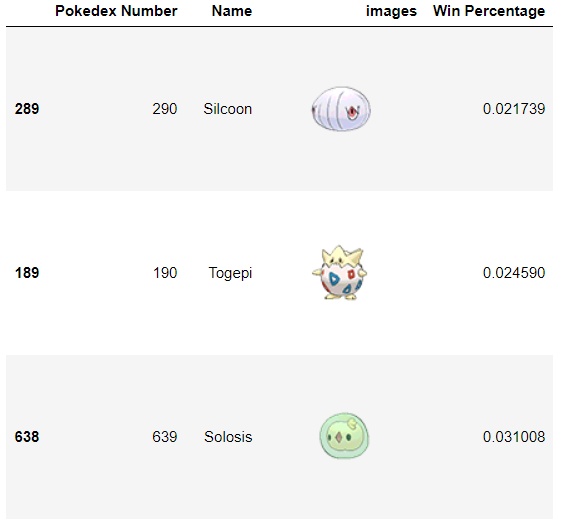 Pokedex Number Name images Win Percentage
289 290 Silcoon 0.021739
189 190 Togepi 0.024590
638 639 Solosis 0.031008